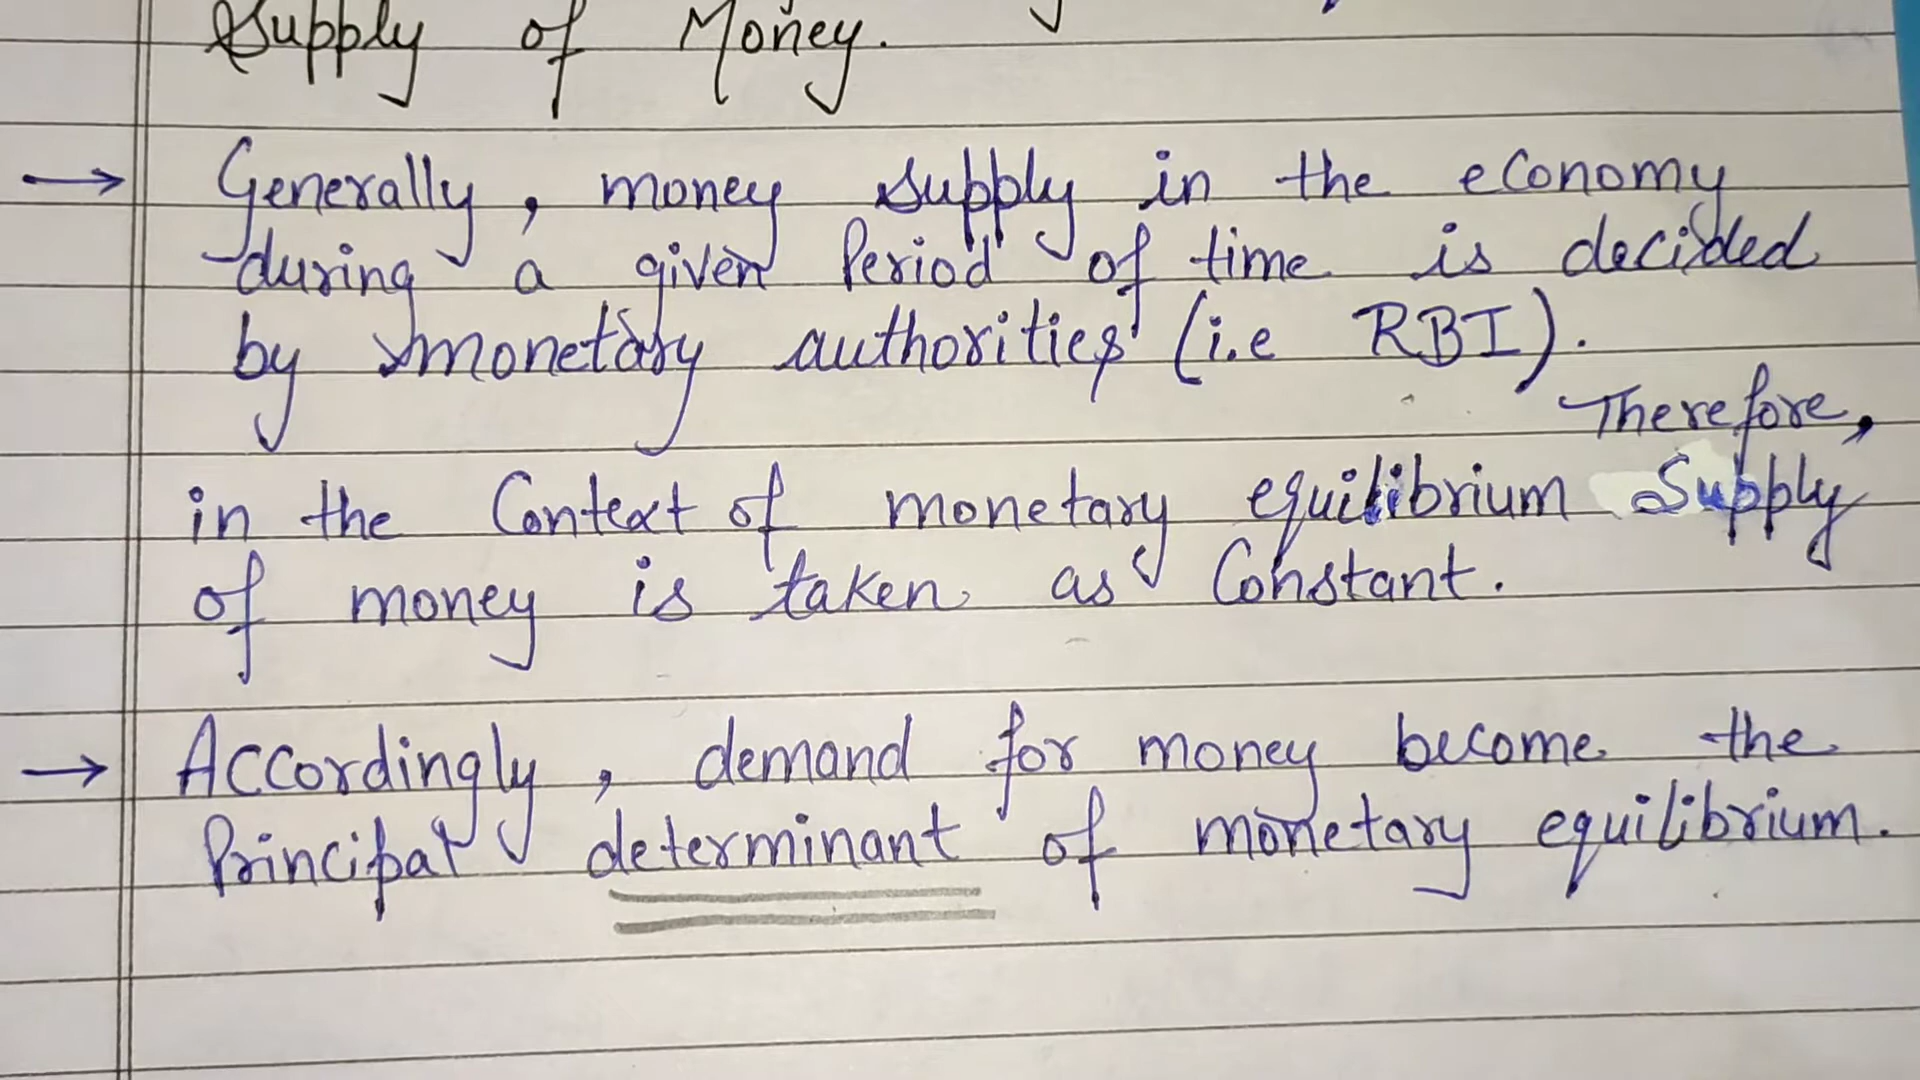 Supply of Money.
→ Generally, money supply in the economy
during a given Period of time is decided
by monetary authorities (i.e RBI).
Therefore,
in the Context of monetary equilibrium Supply
of money is taken as Constant.
→ Accordingly, demand for money become the
Principal determinant of monetary equilibrium.